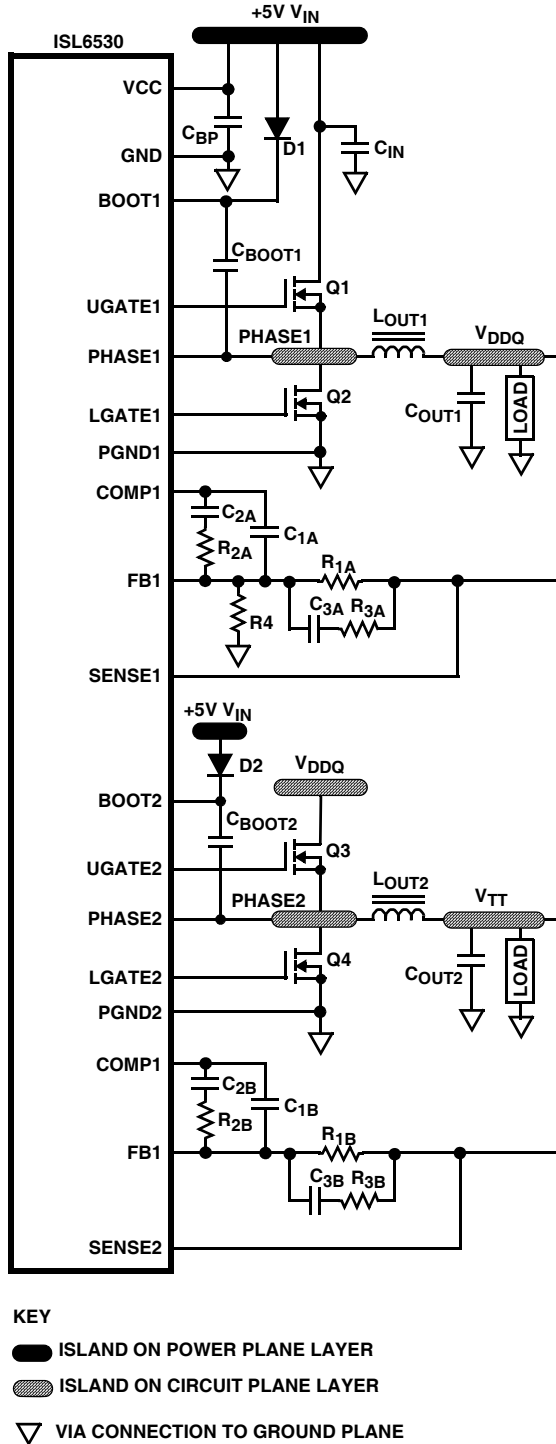 +5V VIN
ISL6530
VCC
CBP
D1
CIN
GND
BOOT1
CBOOT1
Q1
UGATE1
LOUT1
PHASE1
PHASE1
VDDQ
Q2
COUT1
LOAD
LGATE1
PGND1
COMP1
C2A
C1A
R2A
R1A
FB1
C3A
R3A
R4
SENSE1
+5V VIN
D2
VDDQ
BOOT2
CBOOT2
Q3
UGATE2
LOUT2
PHASE2
PHASE2
VTT
Q4
COUT2
LOAD
LGATE2
PGND2
COMP1
C2B
C1B
R2B
R1B
FB1
C3B
R3B
SENSE2
KEY
ISLAND ON POWER PLANE LAYER
ISLAND ON CIRCUIT PLANE LAYER
VIA CONNECTION TO GROUND PLANE